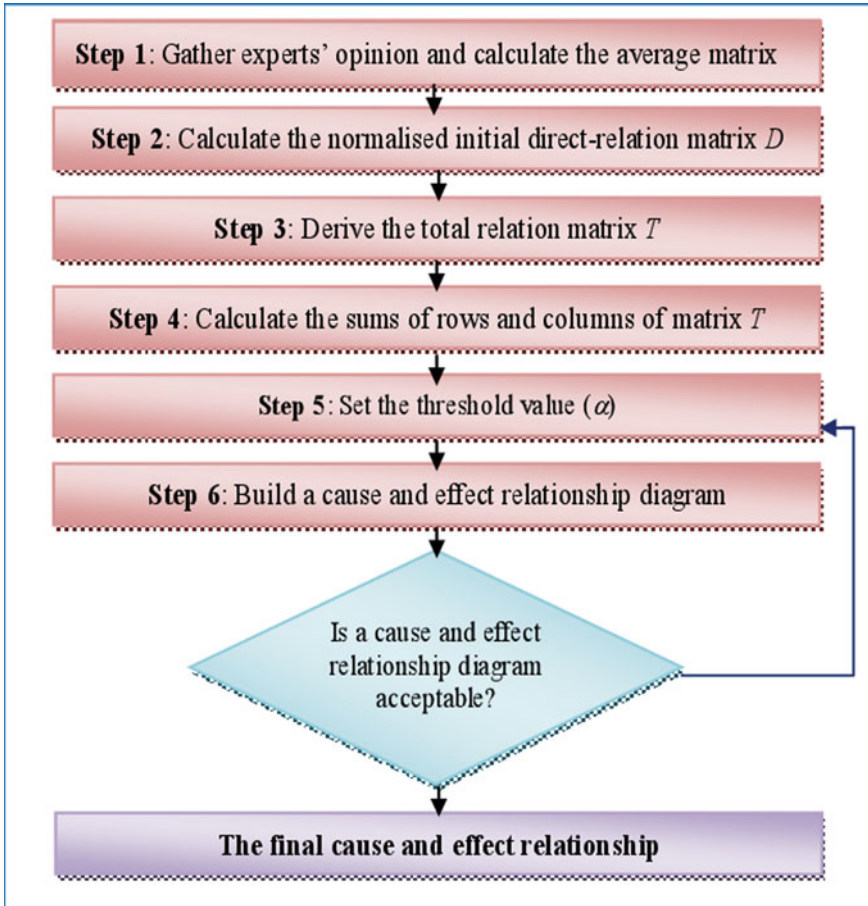 Step 1: Gather experts' opinion and calculate the average matrix
Step 2: Calculate the normalised initial direct-relation matrix D
Step 3: Derive the total relation matrix T
Step 4: Calculate the sums of rows and columns of matrix T
Step 5: Set the threshold value (α)
Step 6: Build a cause and effect relationship diagram
Is a cause and effect
relationship diagram
acceptable?
The final cause and effect relationship